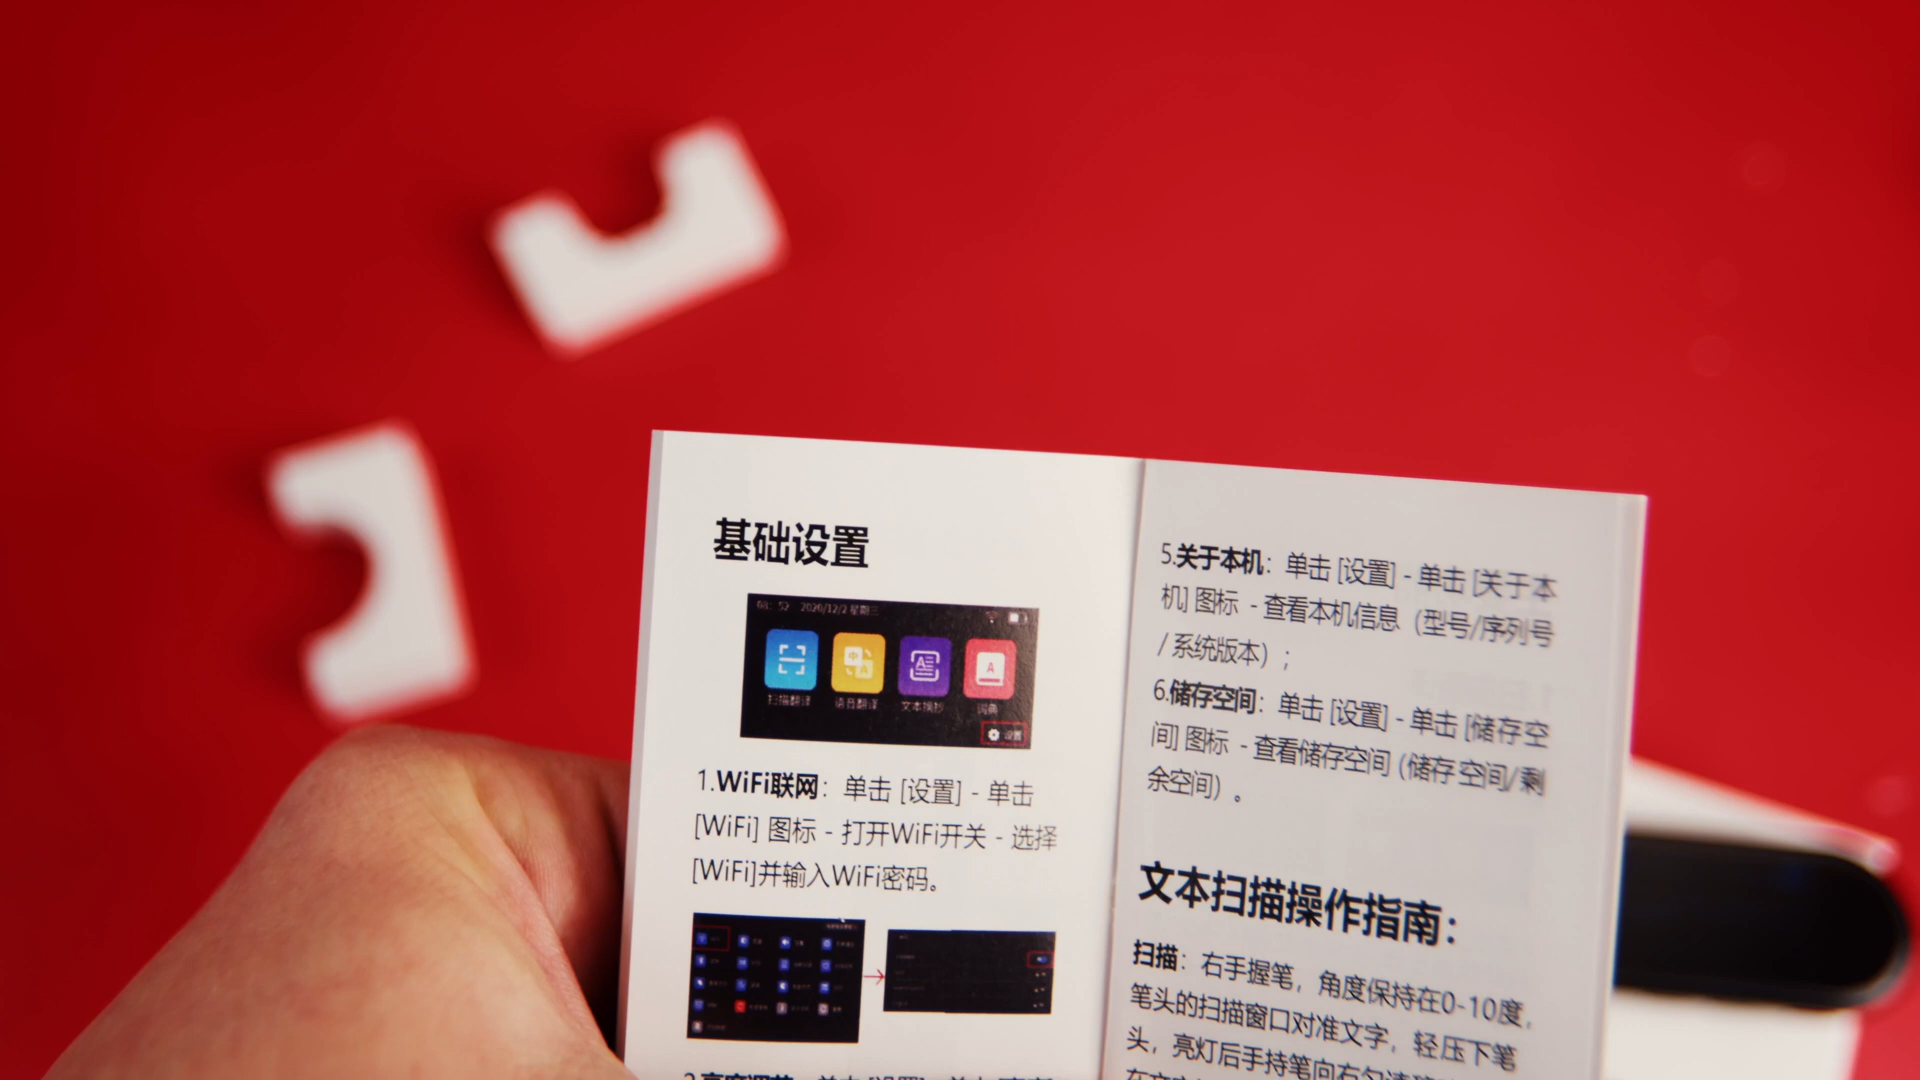 基础设置
08:52 2020/12/2 星期三
扫描翻译 语音翻译 文本摘抄 词典
设置
1.WiFi联网：单击 [设置] - 单击
[WiFi] 图标 - 打开WiFi开关 - 选择
[WiFi]并输入WiFi密码。
5.关于本机：单击 [设置] - 单击 [关于本
机] 图标 - 查看本机信息（型号/序列号
/ 系统版本）；
6.储存空间：单击 [设置] - 单击 [储存空
间] 图标 - 查看储存空间 (储存空间/剩
余空间）。
文本扫描操作指南：
扫描：右手握笔，角度保持在0-10度，
笔头的扫描窗口对准文字，轻压下笔
头，亮灯后手持笔向右匀速